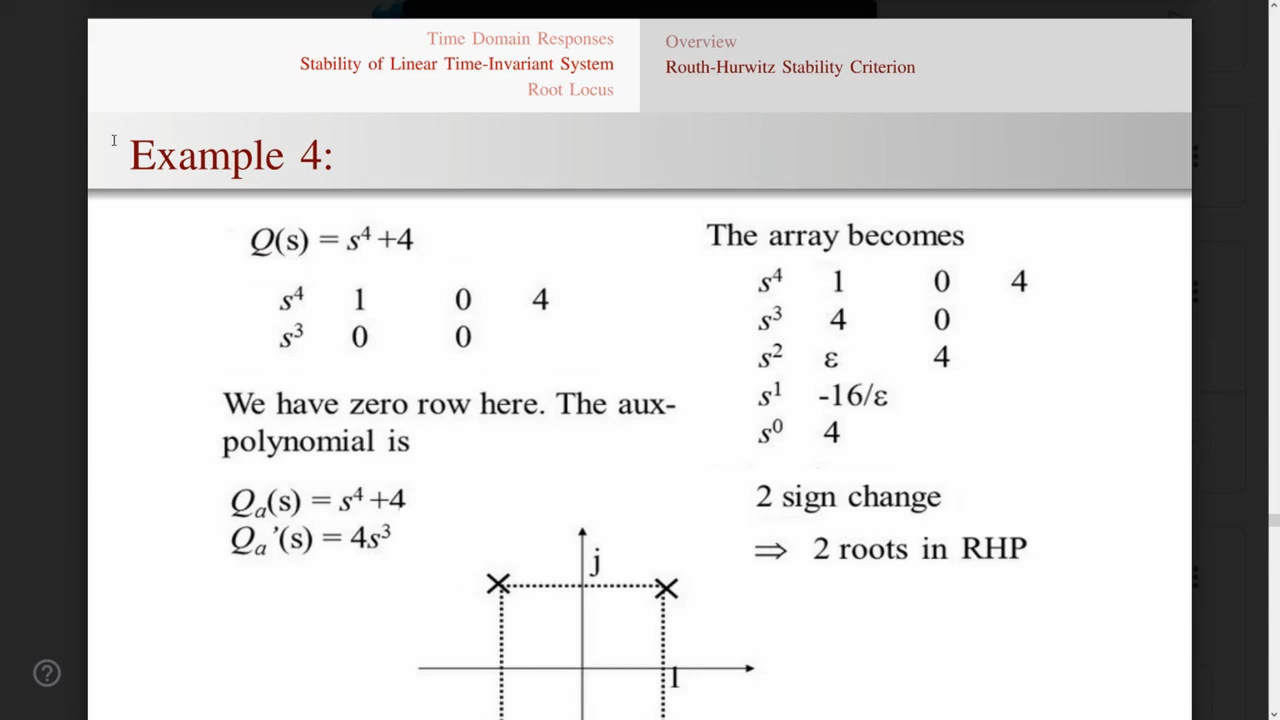 Time Domain Responses
Stability of Linear Time-Invariant System
Root Locus
Overview
Routh-Hurwitz Stability Criterion
Example 4:
Q(s) = s⁴ +4
s⁴ 1 0 4
s³ 0 0
We have zero row here. The aux-
polynomial is
Qₐ(s) = s⁴ +4
Qₐ’(s) = 4s³
j
1
The array becomes
s⁴ 1 0 4
s³ 4 0
s² ε 4
s¹ -16/ε
s⁰ 4
2 sign change
⇒ 2 roots in RHP
?